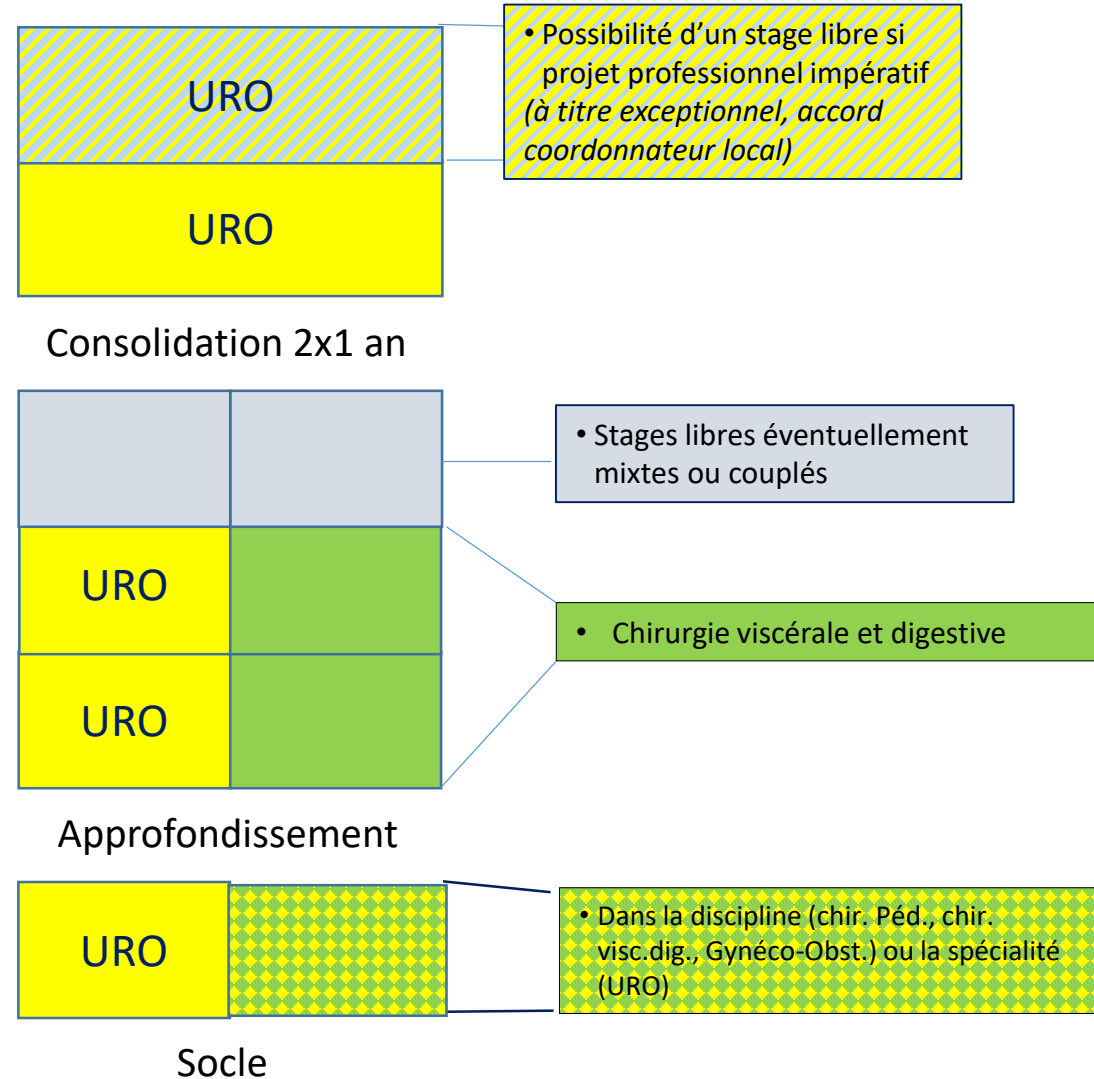 URO
• Possibilité d’un stage libre si
projet professionnel impératif
(à titre exceptionnel, accord
coordonnateur local)
URO
Consolidation 2x1 an
• Stages libres éventuellement
mixtes ou couplés
URO
• Chirurgie viscérale et digestive
URO
Approfondissement
URO
• Dans la discipline (chir. Péd., chir.
visc.dig., Gynéco-Obst.) ou la spécialité
(URO)
Socle